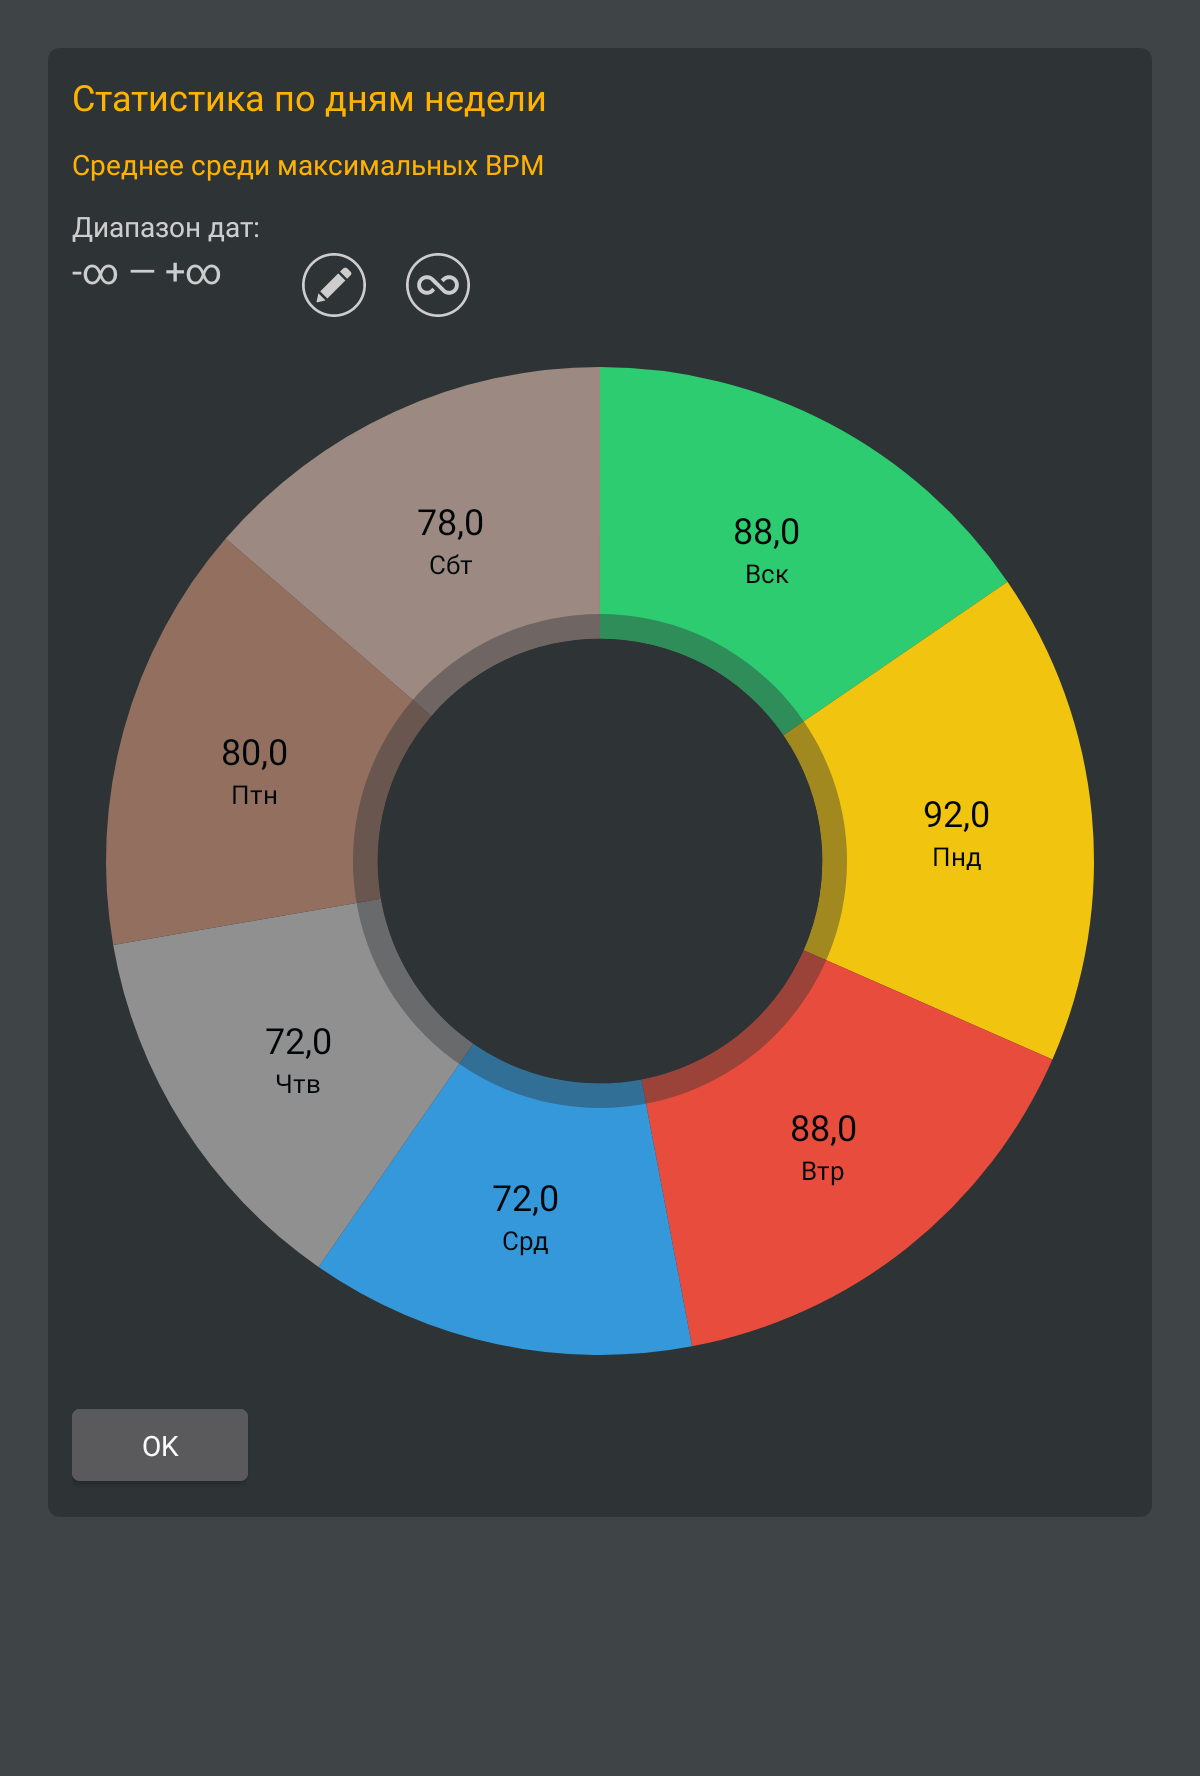 Статистика по дням недели
Среднее среди максимальных BPM
Диапазон дат:
-∞ — +∞
78,0
Сбт
88,0
Вск
80,0
Птн
92,0
Пнд
72,0
Чтв
88,0
Втр
72,0
Срд
OK